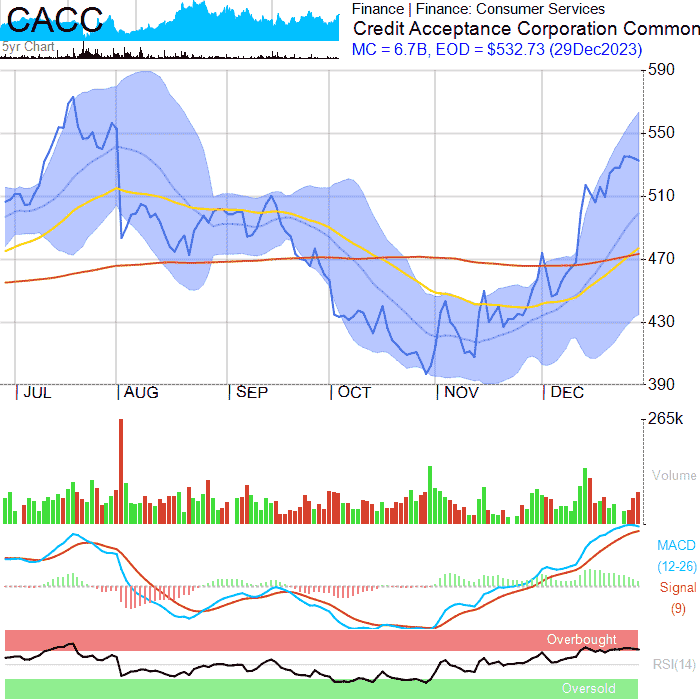 CACC
5yr Chart
Finance | Finance: Consumer Services
Credit Acceptance Corporation Common
MC = 6.7B, EOD = $532.73 (29Dec2023)
590
550
510
470
430
390
JUL AUG SEP OCT NOV DEC
265k
Volume
MACD
(12-26)
Signal
(9)
Overbought
RSI(14)
Oversold